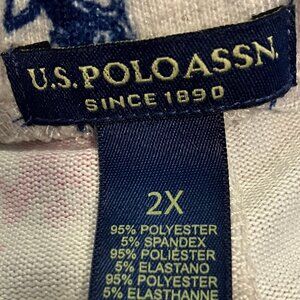 U.S. POLO ASSN.
SINCE 1890
2X
95% POLYESTER
5% SPANDEX
95% POLIÉSTER
5% ELASTANO
95% POLYESTER
5% ELASTHANNE